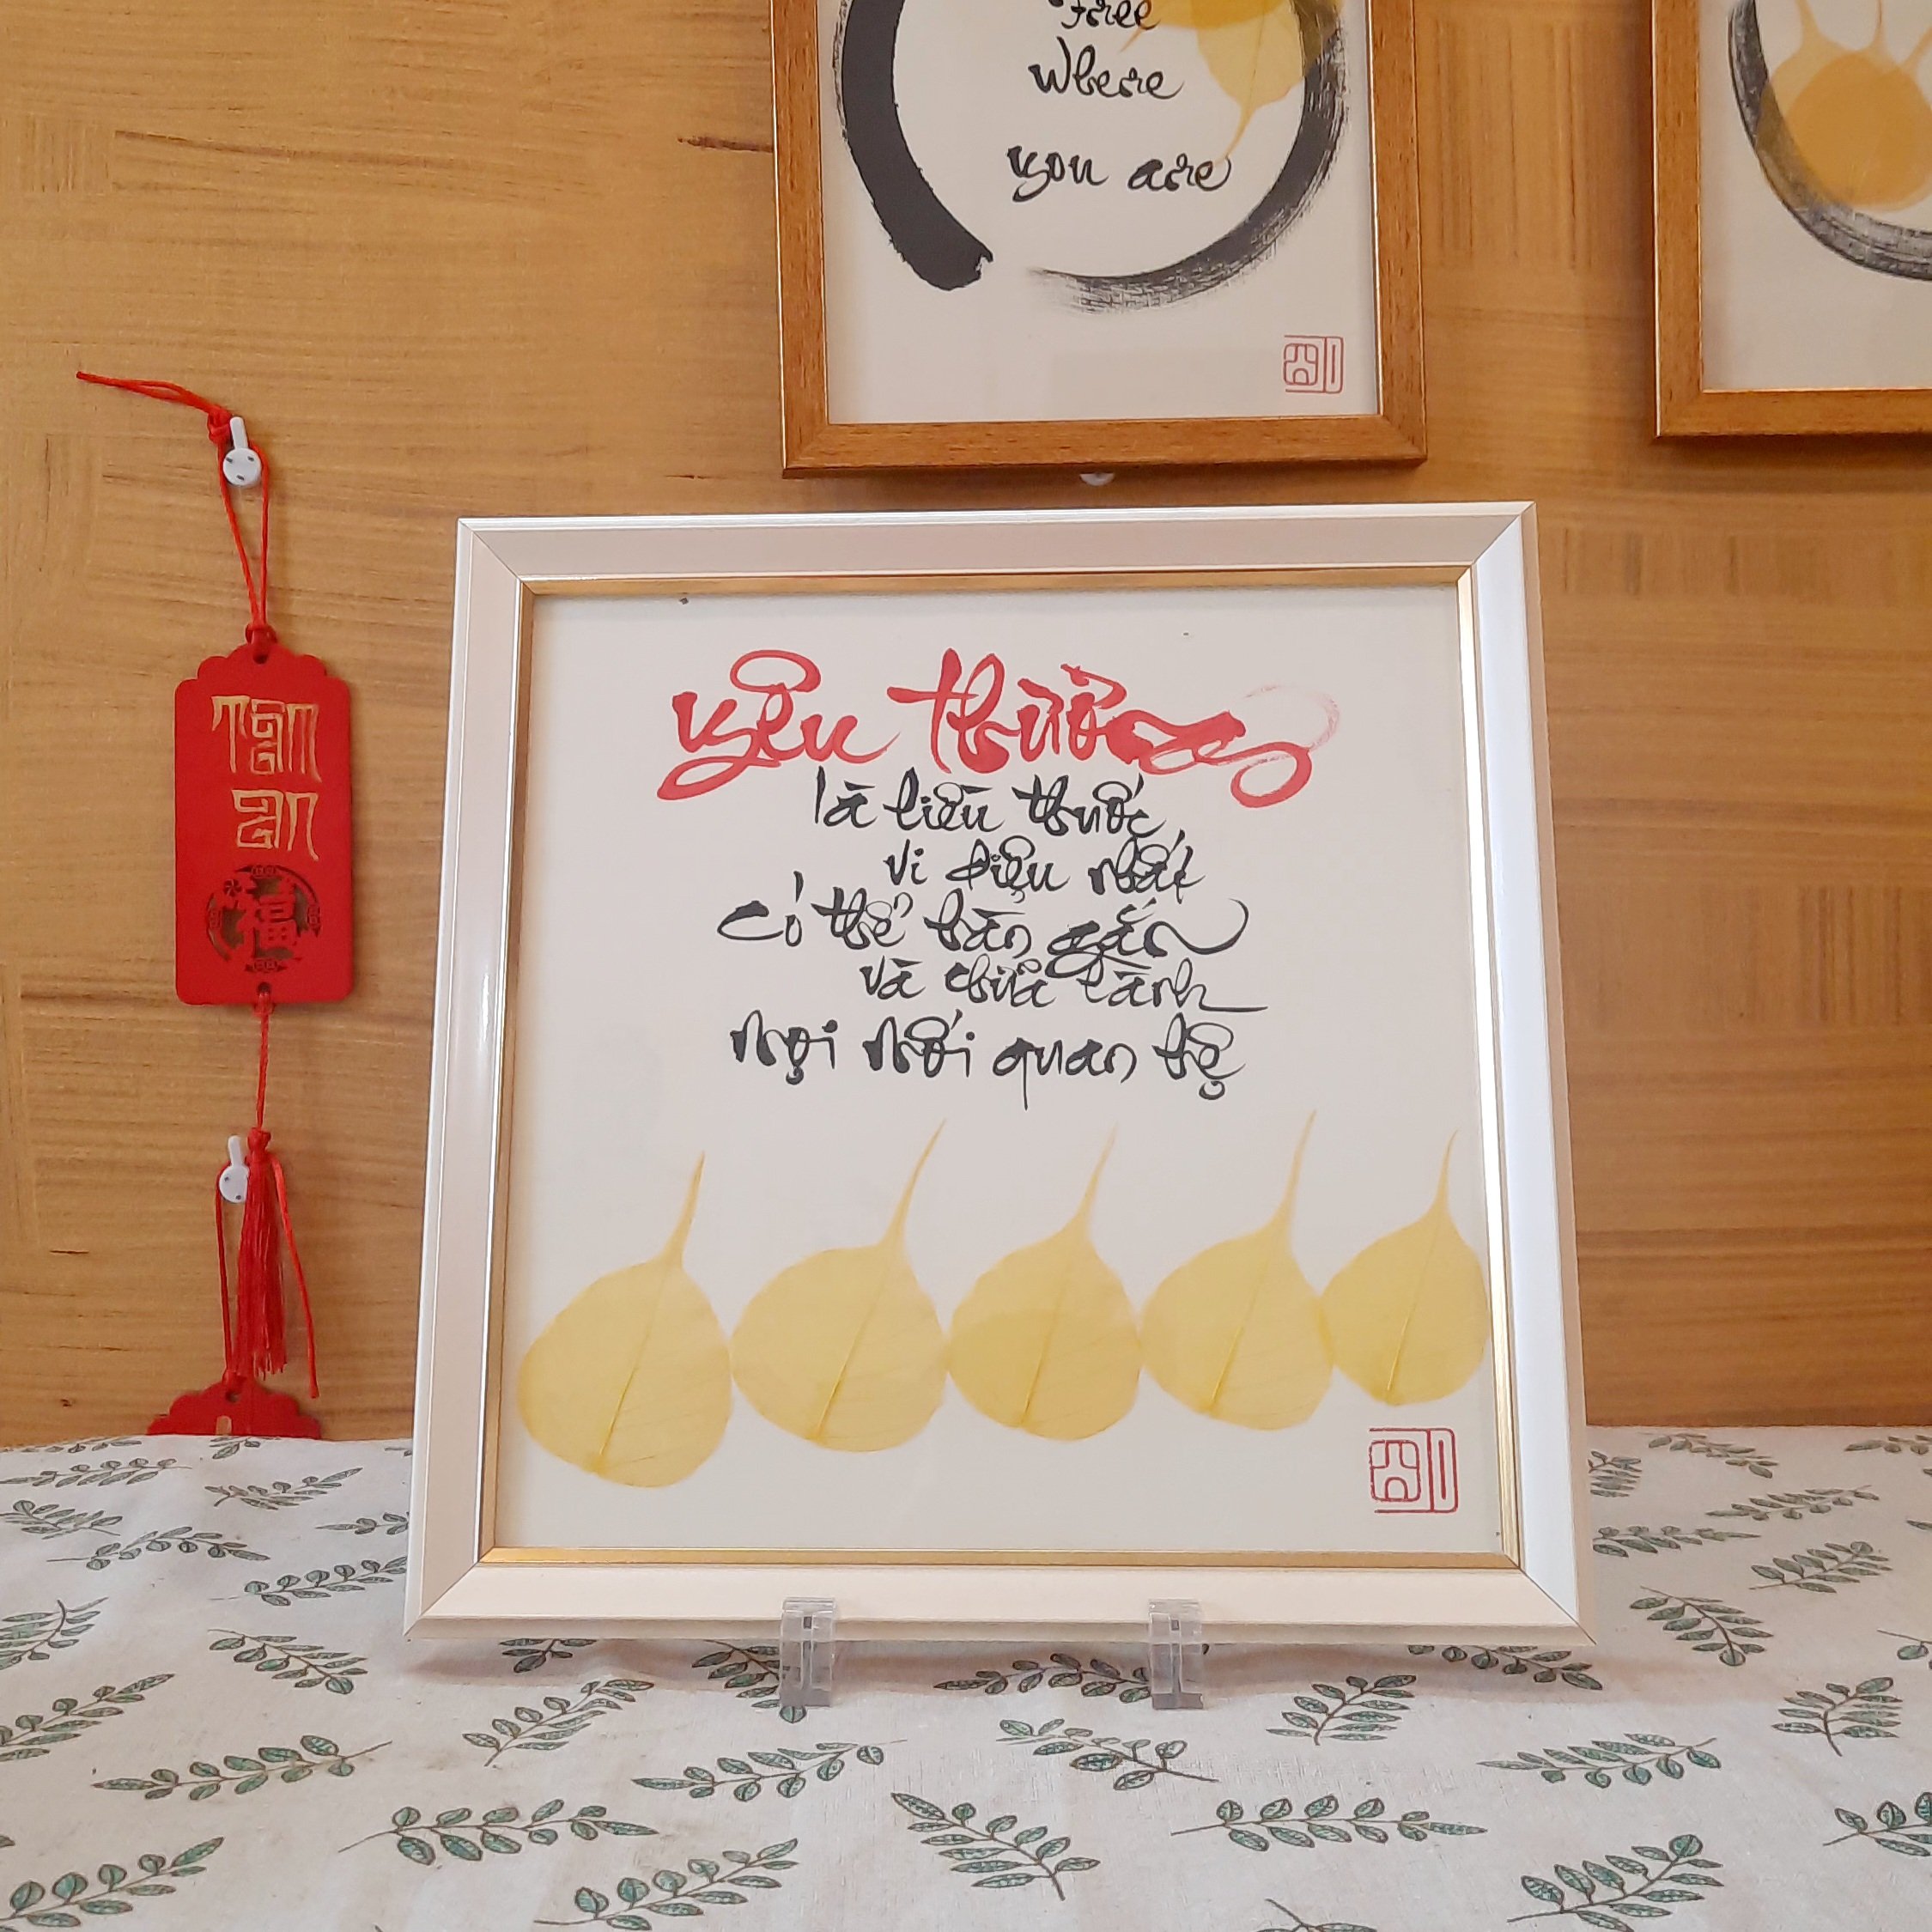 Free
Where
you are
Tâm
an
福
yêu thương
là liều thuốc
vi diệu nhất
có thể hàn gắn
và chữa lành
mọi mối quan hệ